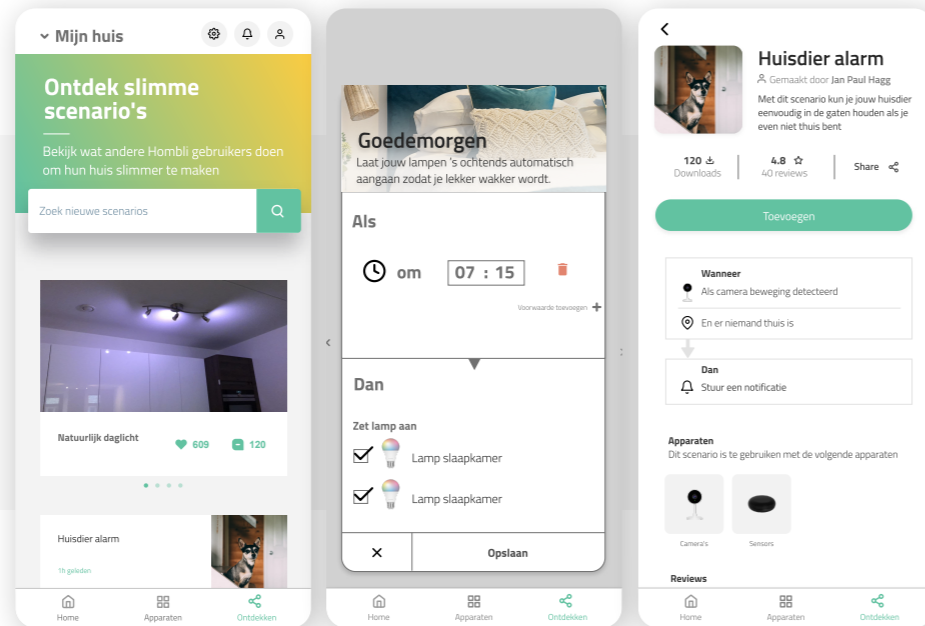 Mijn huis
Ontdek slimme
scenario's
Bekijk wat andere Hombli gebruikers doen
om hun huis slimmer te maken
Zoek nieuwe scenarios
Natuurlijk daglicht
609
120
Huisdier alarm
1h geleden
Home
Apparaten
Ontdekken
Goedemorgen
Laat jouw lampen 's ochtends automatisch
aangaan zodat je lekker wakker wordt.
Als
om
07 : 15
Voorwaarde toevoegen
Dan
Zet lamp aan
Lamp slaapkamer
Lamp slaapkamer
Opslaan
Home
Apparaten
Ontdekken
Huisdier alarm
Gemaakt door Jan Paul Hagg
Met dit scenario kun je jouw huisdier
eenvoudig in de gaten houden als je
even niet thuis bent
120
Downloads
4.8
40 reviews
Share
Toevoegen
Wanneer
Als camera beweging detecteerd
En er niemand thuis is
Dan
Stuur een notificatie
Apparaten
Dit scenario is te gebruiken met de volgende apparaten
Camera's
Sensors
Reviews
Home
Apparaten
Ontdekken